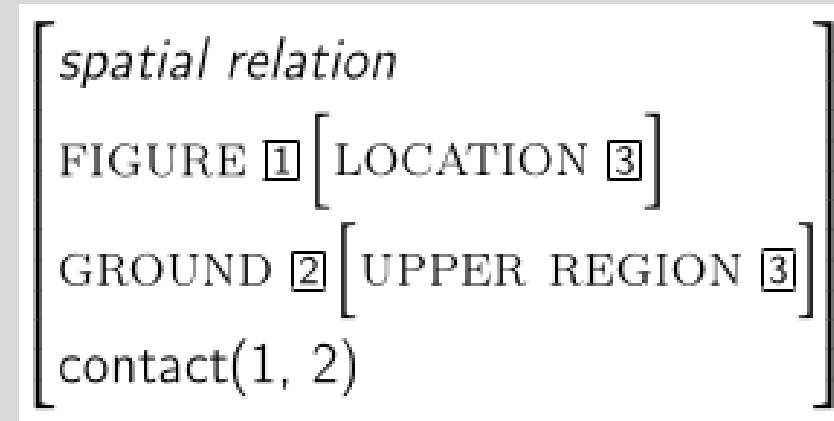 spatial relation
FIGURE 1 [LOCATION 3]
GROUND 2 [UPPER REGION 3]
contact(1, 2)